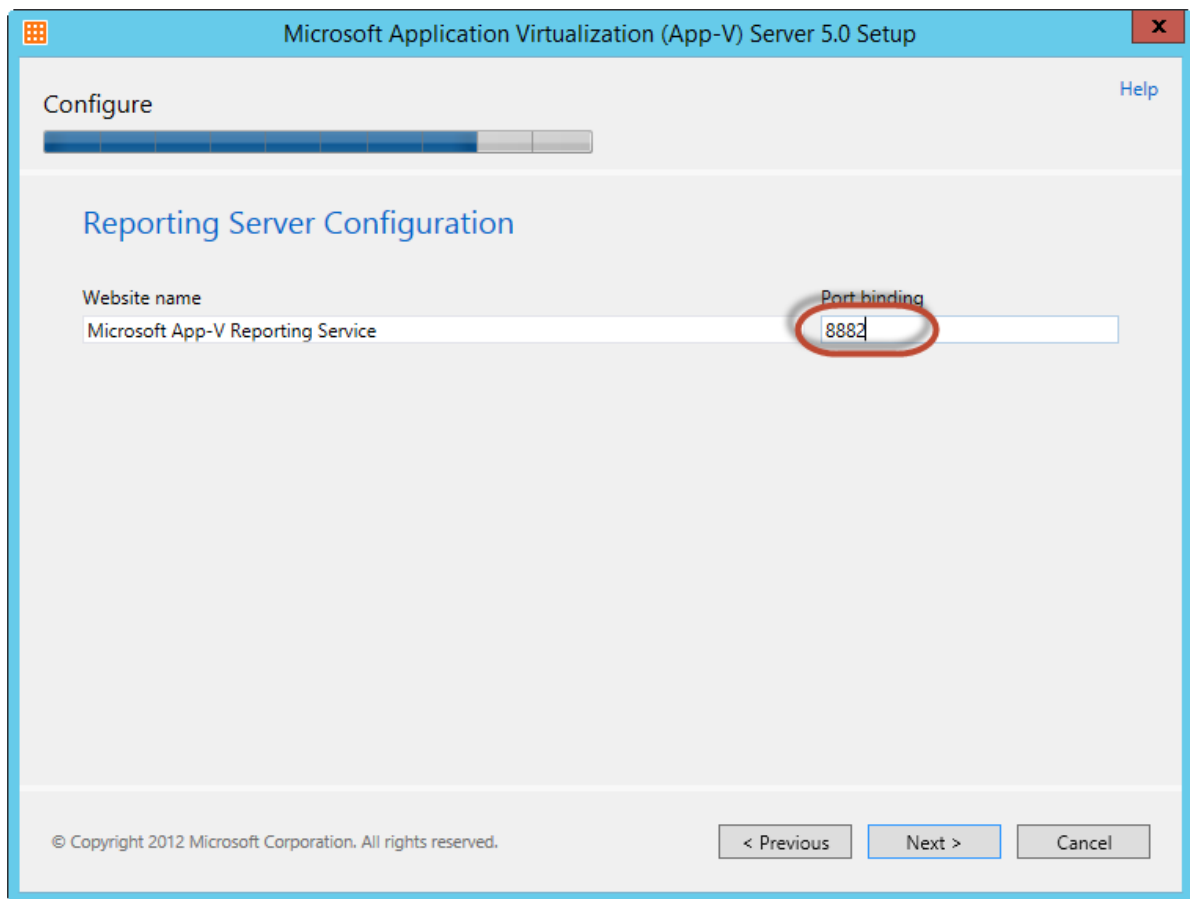 Microsoft Application Virtualization (App-V) Server 5.0 Setup
x
Help
Configure
Reporting Server Configuration
Website name Port binding
Microsoft App-V Reporting Service 8882
© Copyright 2012 Microsoft Corporation. All rights reserved. < Previous Next > Cancel